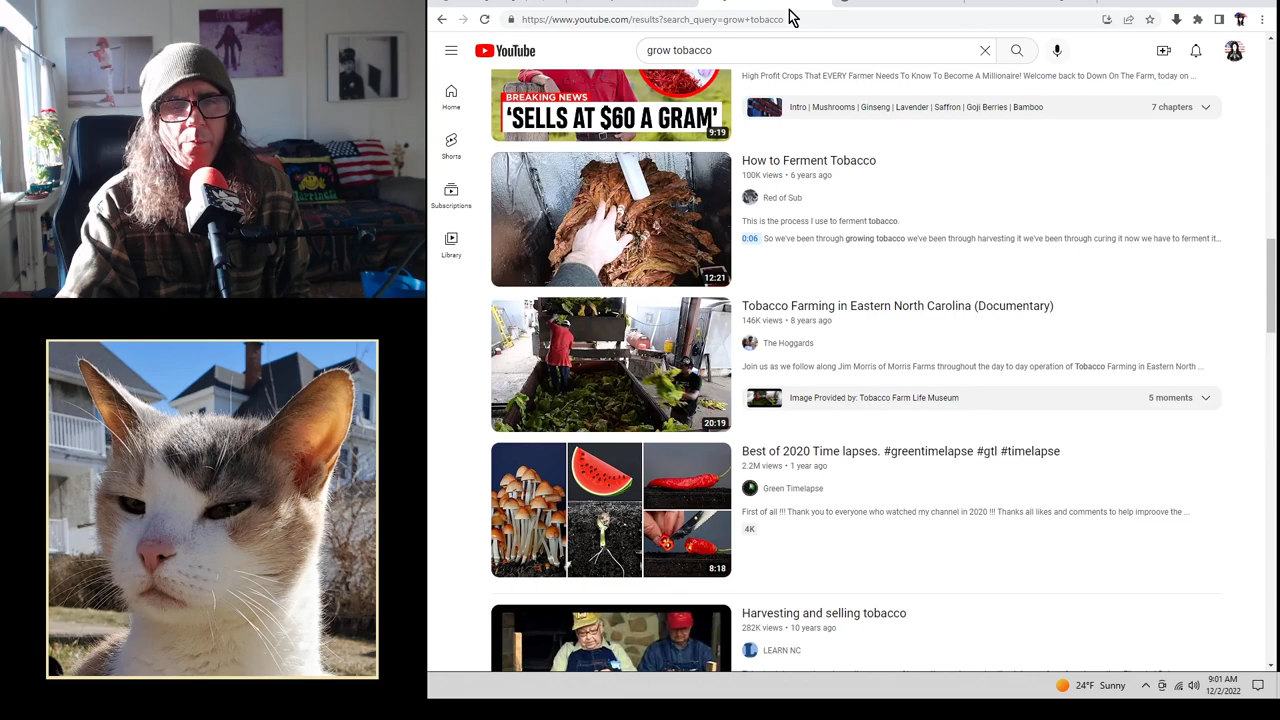 https://www.youtube.com/results?search_query=grow+tobacco
YouTube
grow tobacco
Home
Shorts
Subscriptions
Library
BREAKING NEWS
'SELLS AT $60 A GRAM'
9:19
High Profit Crops That EVERY Farmer Needs To Know To Become A Millionaire! Welcome back to Down On The Farm, today on ...
Intro | Mushrooms | Ginseng | Lavender | Saffron | Goji Berries | Bamboo
7 chapters
12:21
How to Ferment Tobacco
100K views • 6 years ago
Red of Sub
This is the process I use to ferment tobacco.
0:06 So we've been through growing tobacco we've been through harvesting it we've been through curing it now we have to ferment it...
20:19
Tobacco Farming in Eastern North Carolina (Documentary)
146K views • 8 years ago
The Hoggards
Join us as we follow along Jim Morris of Morris Farms throughout the day to day operation of Tobacco Farming in Eastern North ...
Image Provided by: Tobacco Farm Life Museum
5 moments
8:18
Best of 2020 Time lapses. #greentimelapse #gtl #timelapse
2.2M views • 1 year ago
Green Timelapse
First of all !!! Thank you to everyone who watched my channel in 2020 !!! Thanks all likes and comments to help improove the ...
4K
Harvesting and selling tobacco
282K views • 10 years ago
LEARN NC
24°F Sunny
9:01 AM
12/2/2022